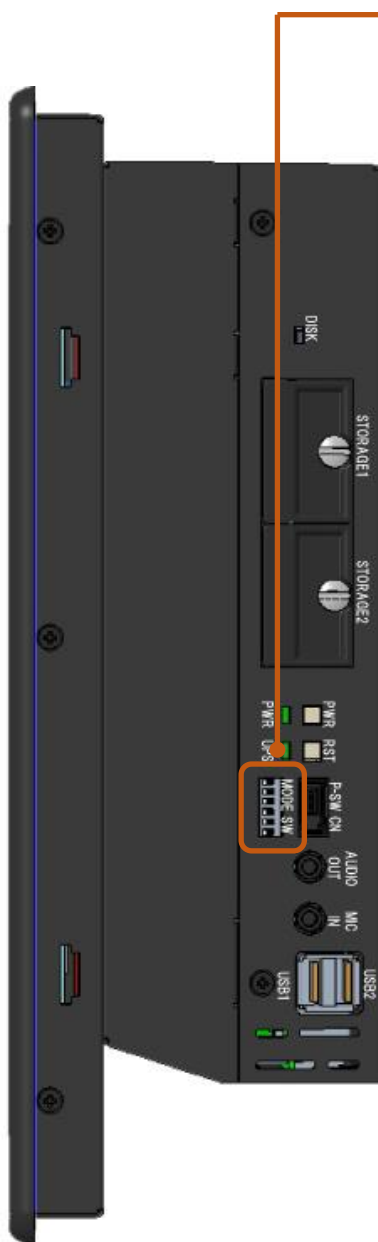 DISK
STORAGE1
STORAGE2
PWR
PWR
UPS
RST
MODE SW
P-SW CN
AUDIO
OUT
MIC
IN
USB1
USB2